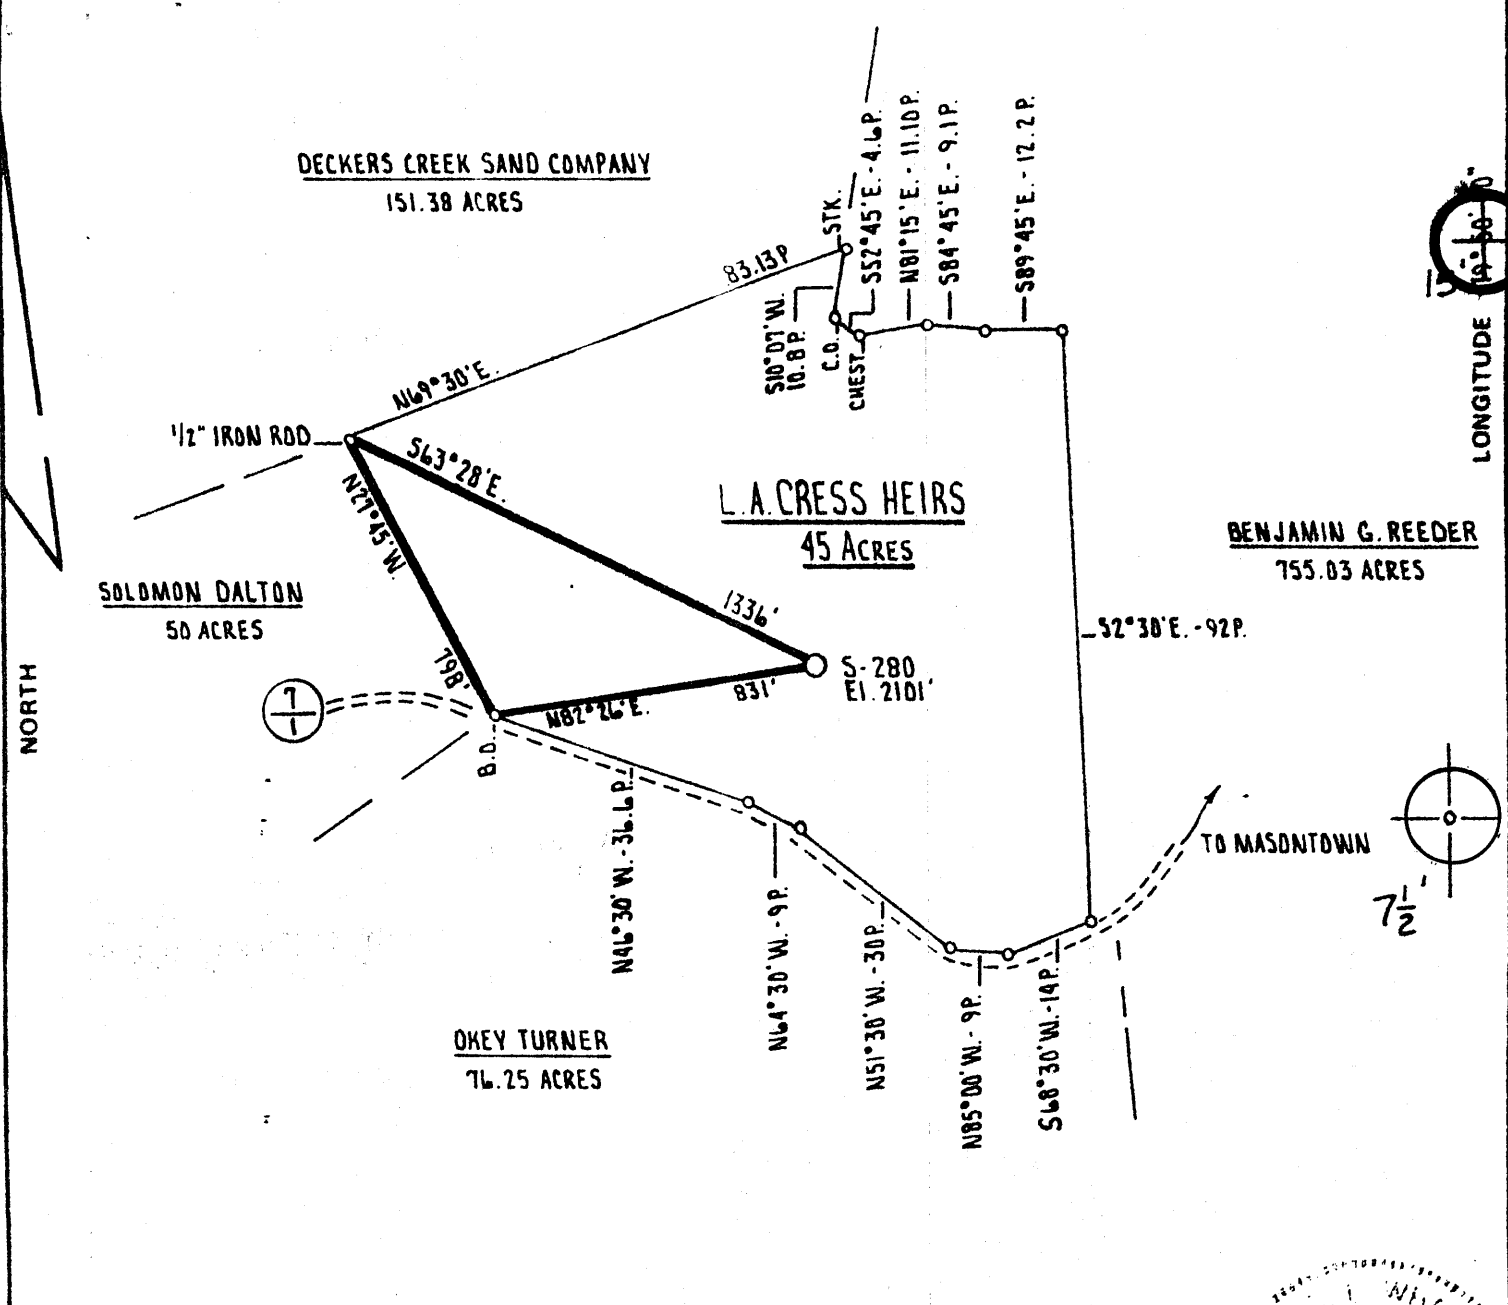 DECKERS CREEK SAND COMPANY
151.38 ACRES
STK.
S52°45'E.-4.6P.
N81°15'E.-11.10P.
S84°45'E.-9.1P.
S89°45'E.-12.2P.
83.13P
N69°30'E.
S10°07'W.
10.8P.
C.O.
CHEST
LONGITUDE
1/2" IRON ROD
S63°28'E.
N27°45'W.
L.A. CRESS HEIRS
45 ACRES
BENJAMIN G. REEDER
755.03 ACRES
SOLOMON DALTON
50 ACRES
1336'
S2°30'E.-92P.
798'
S-280
El. 2101'
831'
N82°26'E.
7
1
NORTH
B.O.
N46°30'W.-36.6P.
TO MASONTOWN
7 1/2'
N64°30'W.-9P.
N51°30'W.-30P.
N85°00'W.-9P.
S68°30'W.-14P.
OKEY TURNER
76.25 ACRES